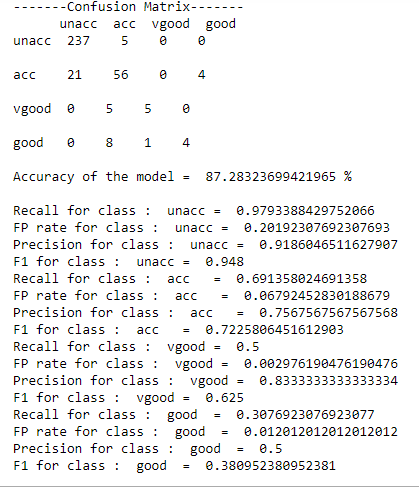 -------Confusion Matrix-------
unacc acc vgood good
unacc 237 5 0 0
acc 21 56 0 4
vgood 0 5 5 0
good 0 8 1 4
Accuracy of the model = 87.28323699421965 %
Recall for class : unacc = 0.9793388429752066
FP rate for class : unacc = 0.20192307692307693
Precision for class : unacc = 0.9186046511627907
F1 for class : unacc = 0.948
Recall for class : acc = 0.691358024691358
FP rate for class : acc = 0.06792452830188679
Precision for class : acc = 0.7567567567567568
F1 for class : acc = 0.7225806451612903
Recall for class : vgood = 0.5
FP rate for class : vgood = 0.002976190476190476
Precision for class : vgood = 0.8333333333333334
F1 for class : vgood = 0.625
Recall for class : good = 0.3076923076923077
FP rate for class : good = 0.012012012012012012
Precision for class : good = 0.5
F1 for class : good = 0.380952380952381